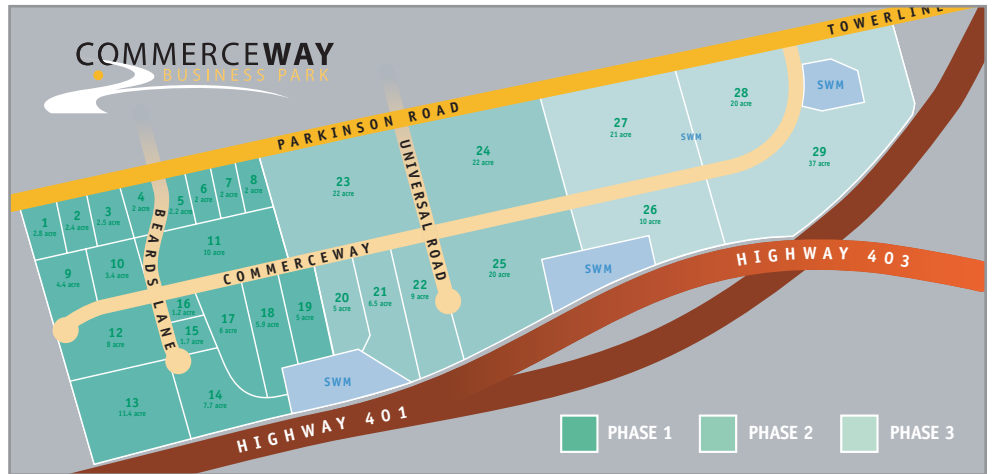 COMMERCEWAY
BUSINESS PARK
TOWERLINE
PARKINSON ROAD
UNIVERSAL ROAD
BEARDS LANE
COMMERCEWAY
HIGHWAY 401
HIGHWAY 403
1
2.8 acre
2
2.4 acre
3
2.5 acre
4
2 acre
5
2.2 acre
6
2 acre
7
2 acre
8
2 acre
9
4.4 acre
10
3.4 acre
11
10 acre
12
8 acre
13
11.4 acre
14
7.7 acre
15
1.7 acre
16
1.2 acre
17
6 acre
18
5.9 acre
19
5 acre
20
5 acre
21
6.5 acre
22
9 acre
23
22 acre
24
22 acre
25
20 acre
26
10 acre
27
21 acre
28
20 acre
29
37 acre
SWM
SWM
SWM
SWM
PHASE 1
PHASE 2
PHASE 3